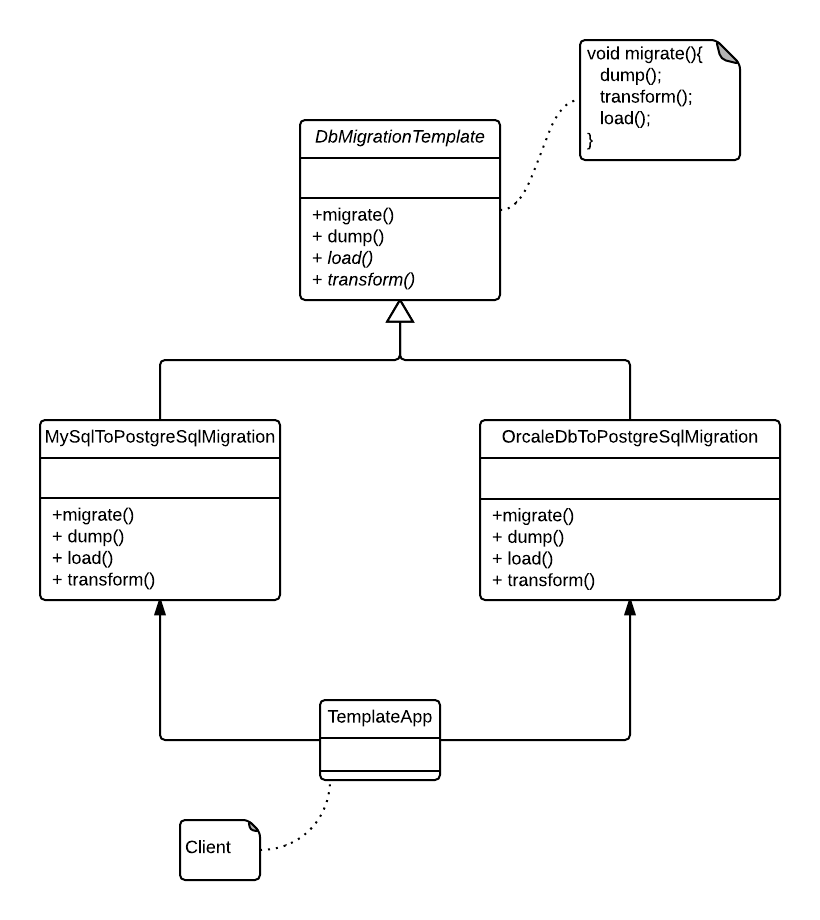 void migrate(){
dump();
transform();
load();
}
DbMigrationTemplate
+migrate()
+ dump()
+ load()
+ transform()
MySqlToPostgreSqlMigration
+migrate()
+ dump()
+ load()
+ transform()
OrcaleDbToPostgreSqlMigration
+migrate()
+ dump()
+ load()
+ transform()
TemplateApp
Client